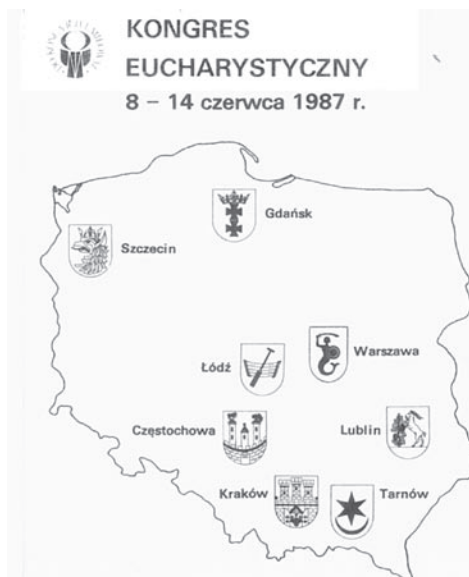 KONGRES
EUCHARYSTYCZNY
8 – 14 czerwca 1987 r.
Gdańsk
Szczecin
Warszawa
Łódź
Częstochowa
Lublin
Kraków
Tarnów